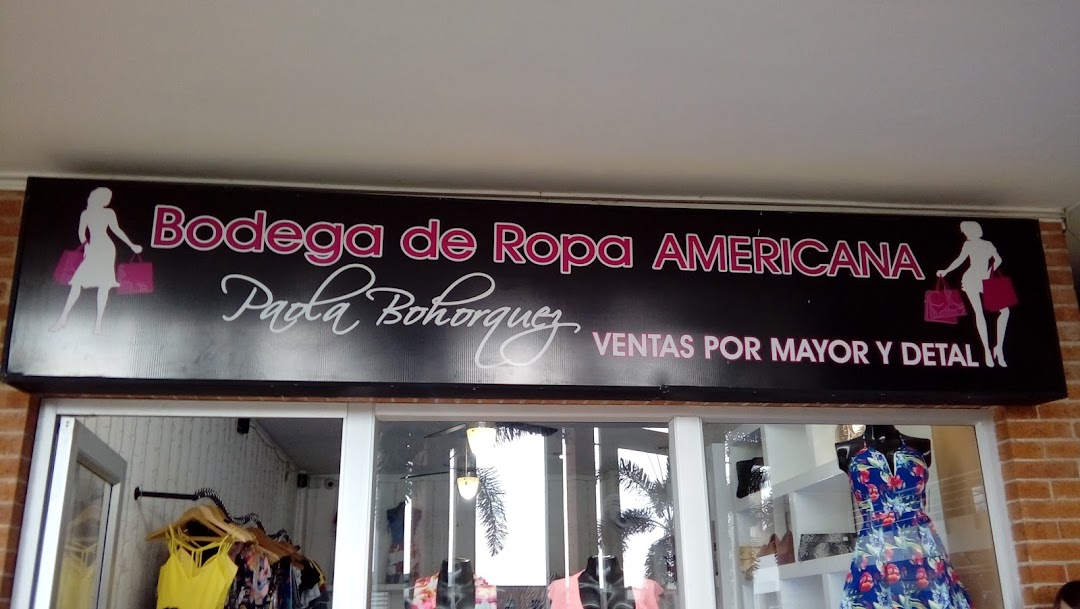 Bodega de Ropa AMERICANA
Paola Bohorquez
VENTAS POR MAYOR Y DETAL